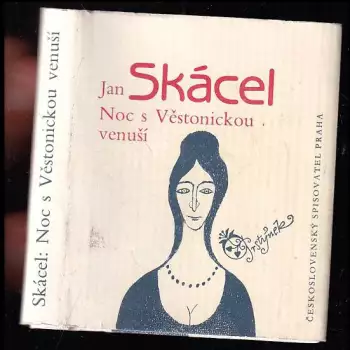 Skácel: Noc s Věstonickou venuší
Jan Skácel
Noc s Věstonickou
venuší
ČESKOSLOVENSKÝ SPISOVATEL PRAHA